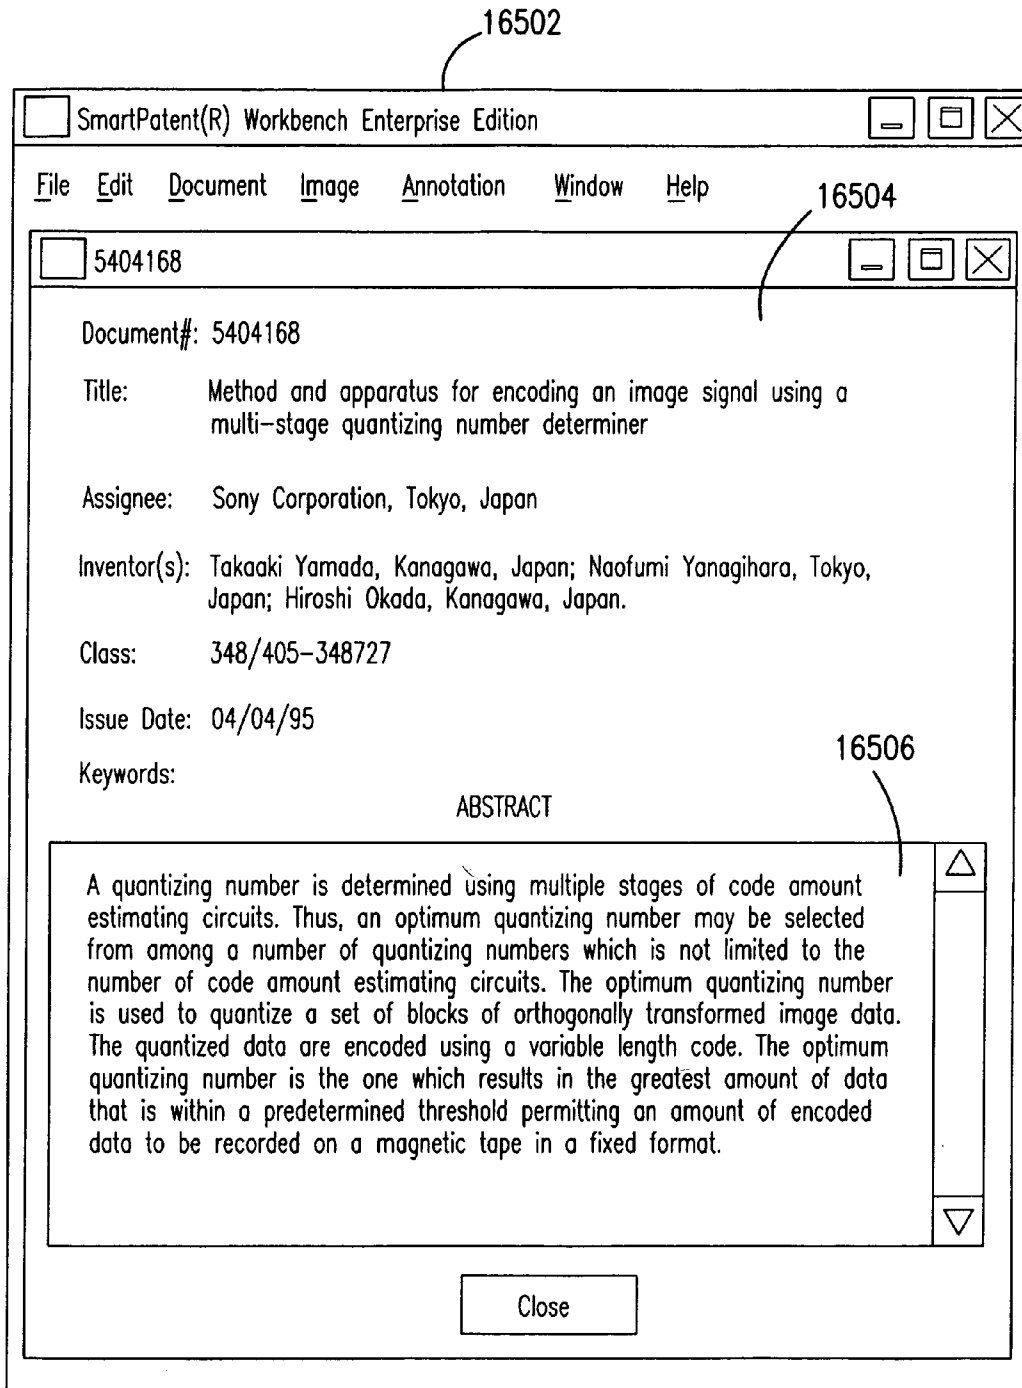 16502
SmartPatent(R) Workbench Enterprise Edition
File Edit Document Image Annotation Window Help
16504
5404168
Document#: 5404168
Title: Method and apparatus for encoding an image signal using a
multi-stage quantizing number determiner
Assignee: Sony Corporation, Tokyo, Japan
Inventor(s): Takaaki Yamada, Kanagawa, Japan; Naofumi Yanagihara, Tokyo,
Japan; Hiroshi Okada, Kanagawa, Japan.
Class: 348/405-348727
Issue Date: 04/04/95
16506
Keywords:
ABSTRACT
A quantizing number is determined using multiple stages of code amount
estimating circuits. Thus, an optimum quantizing number may be selected
from among a number of quantizing numbers which is not limited to the
number of code amount estimating circuits. The optimum quantizing number
is used to quantize a set of blocks of orthogonally transformed image data.
The quantized data are encoded using a variable length code. The optimum
quantizing number is the one which results in the greatest amount of data
that is within a predetermined threshold permitting an amount of encoded
data to be recorded on a magnetic tape in a fixed format.
Close